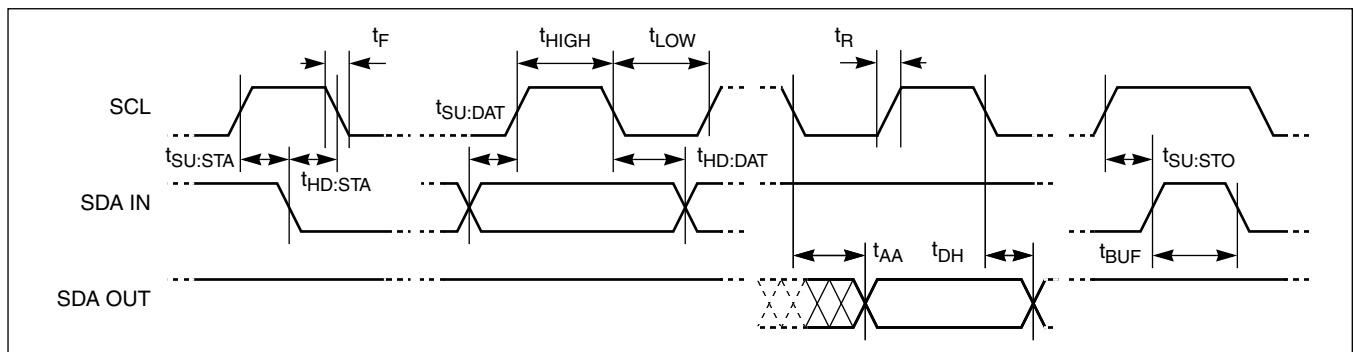 tF
tHIGH
tLOW
tR
SCL
tSU:DAT
tSU:STA
tHD:STA
tHD:DAT
tSU:STO
SDA IN
tAA
tDH
tBUF
SDA OUT